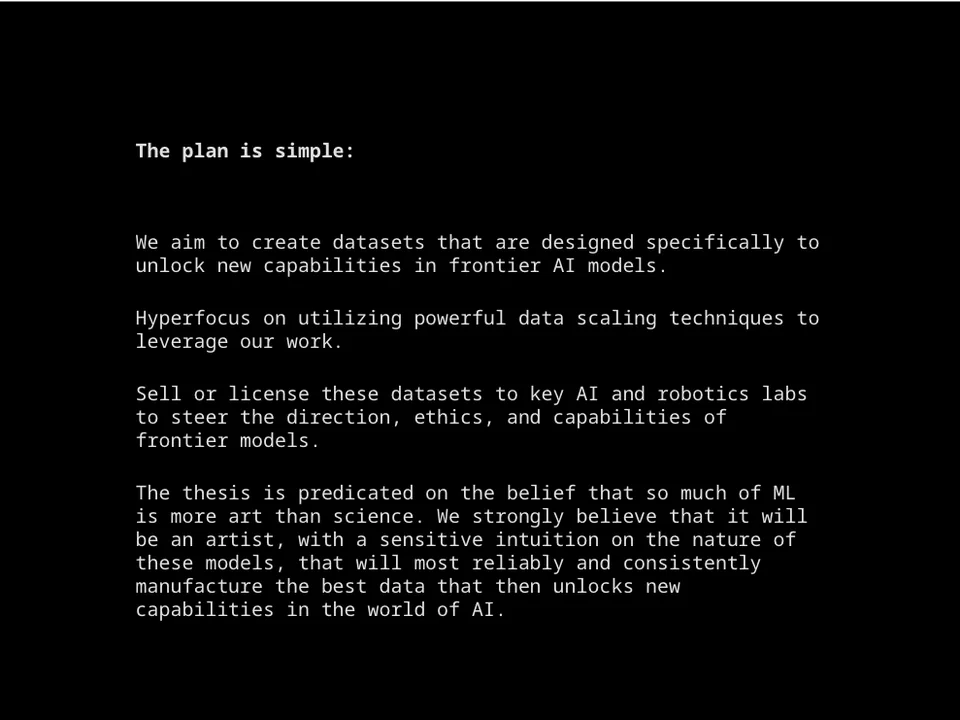 The plan is simple:
We aim to create datasets that are designed specifically to
unlock new capabilities in frontier AI models.
Hyperfocus on utilizing powerful data scaling techniques to
leverage our work.
Sell or license these datasets to key AI and robotics labs
to steer the direction, ethics, and capabilities of
frontier models.
The thesis is predicated on the belief that so much of ML
is more art than science. We strongly believe that it will
be an artist, with a sensitive intuition on the nature of
these models, that will most reliably and consistently
manufacture the best data that then unlocks new
capabilities in the world of AI.